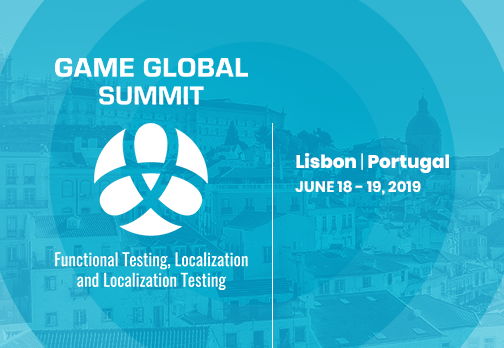 GAME GLOBAL
SUMMIT
Functional Testing, Localization
and Localization Testing
Lisbon | Portugal
JUNE 18 – 19, 2019